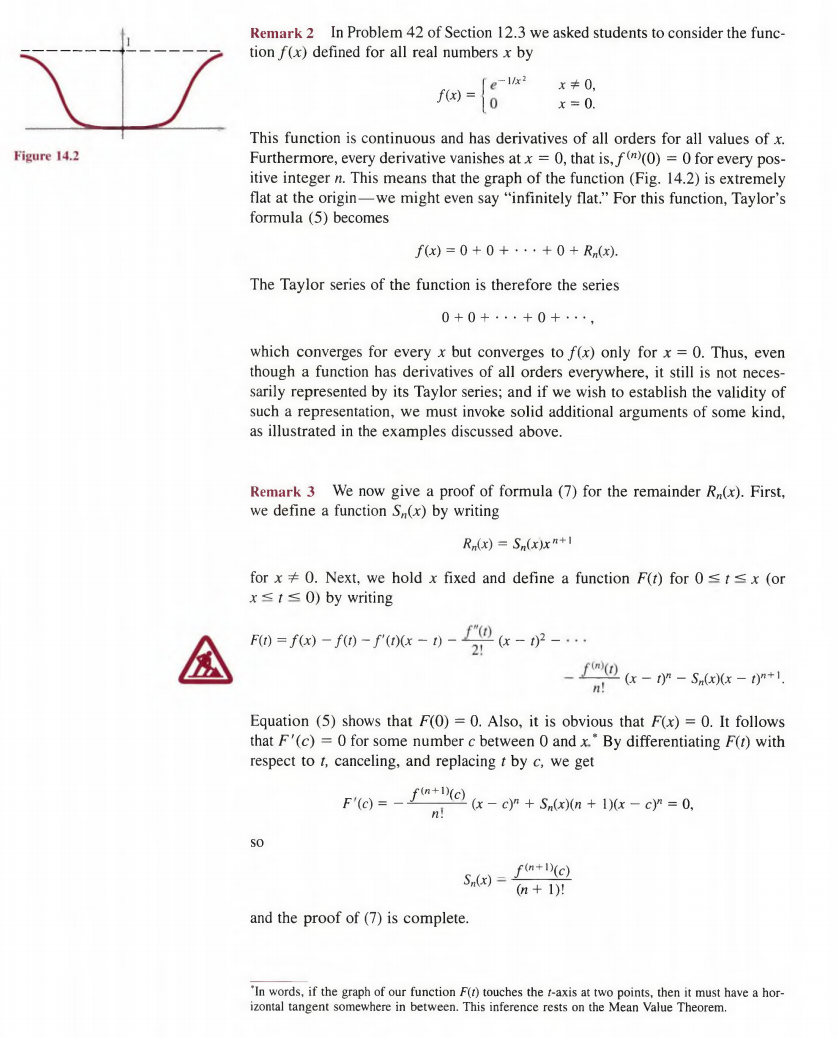 1
Figure 14.2
Remark 2 In Problem 42 of Section 12.3 we asked students to consider the func-
tion f(x) defined for all real numbers x by
f(x) = { e^{-1/x²} x ≠ 0,
0 x = 0.
This function is continuous and has derivatives of all orders for all values of x.
Furthermore, every derivative vanishes at x = 0, that is, f^{(n)}(0) = 0 for every pos-
itive integer n. This means that the graph of the function (Fig. 14.2) is extremely
flat at the origin—we might even say “infinitely flat.” For this function, Taylor’s
formula (5) becomes
f(x) = 0 + 0 + · · · + 0 + Rₙ(x).
The Taylor series of the function is therefore the series
0 + 0 + · · · + 0 + · · · ,
which converges for every x but converges to f(x) only for x = 0. Thus, even
though a function has derivatives of all orders everywhere, it still is not neces-
sarily represented by its Taylor series; and if we wish to establish the validity of
such a representation, we must invoke solid additional arguments of some kind,
as illustrated in the examples discussed above.
Remark 3 We now give a proof of formula (7) for the remainder Rₙ(x). First,
we define a function Sₙ(x) by writing
Rₙ(x) = Sₙ(x)x^{n+1}
for x ≠ 0. Next, we hold x fixed and define a function F(t) for 0 ≤ t ≤ x (or
x ≤ t ≤ 0) by writing
F(t) = f(x) − f(t) − f′(t)(x − t) − f″(t)/2! (x − t)² − · · ·
− f^{(n)}(t)/n! (x − t)ⁿ − Sₙ(x)(x − t)^{n+1}.
Equation (5) shows that F(0) = 0. Also, it is obvious that F(x) = 0. It follows
that F′(c) = 0 for some number c between 0 and x.* By differentiating F(t) with
respect to t, canceling, and replacing t by c, we get
F′(c) = − f^{(n+1)}(c)/n! (x − c)ⁿ + Sₙ(x)(n + 1)(x − c)ⁿ = 0,
so
Sₙ(x) = f^{(n+1)}(c)/(n + 1)!
and the proof of (7) is complete.
*In words, if the graph of our function F(t) touches the t-axis at two points, then it must have a hor-
izontal tangent somewhere in between. This inference rests on the Mean Value Theorem.